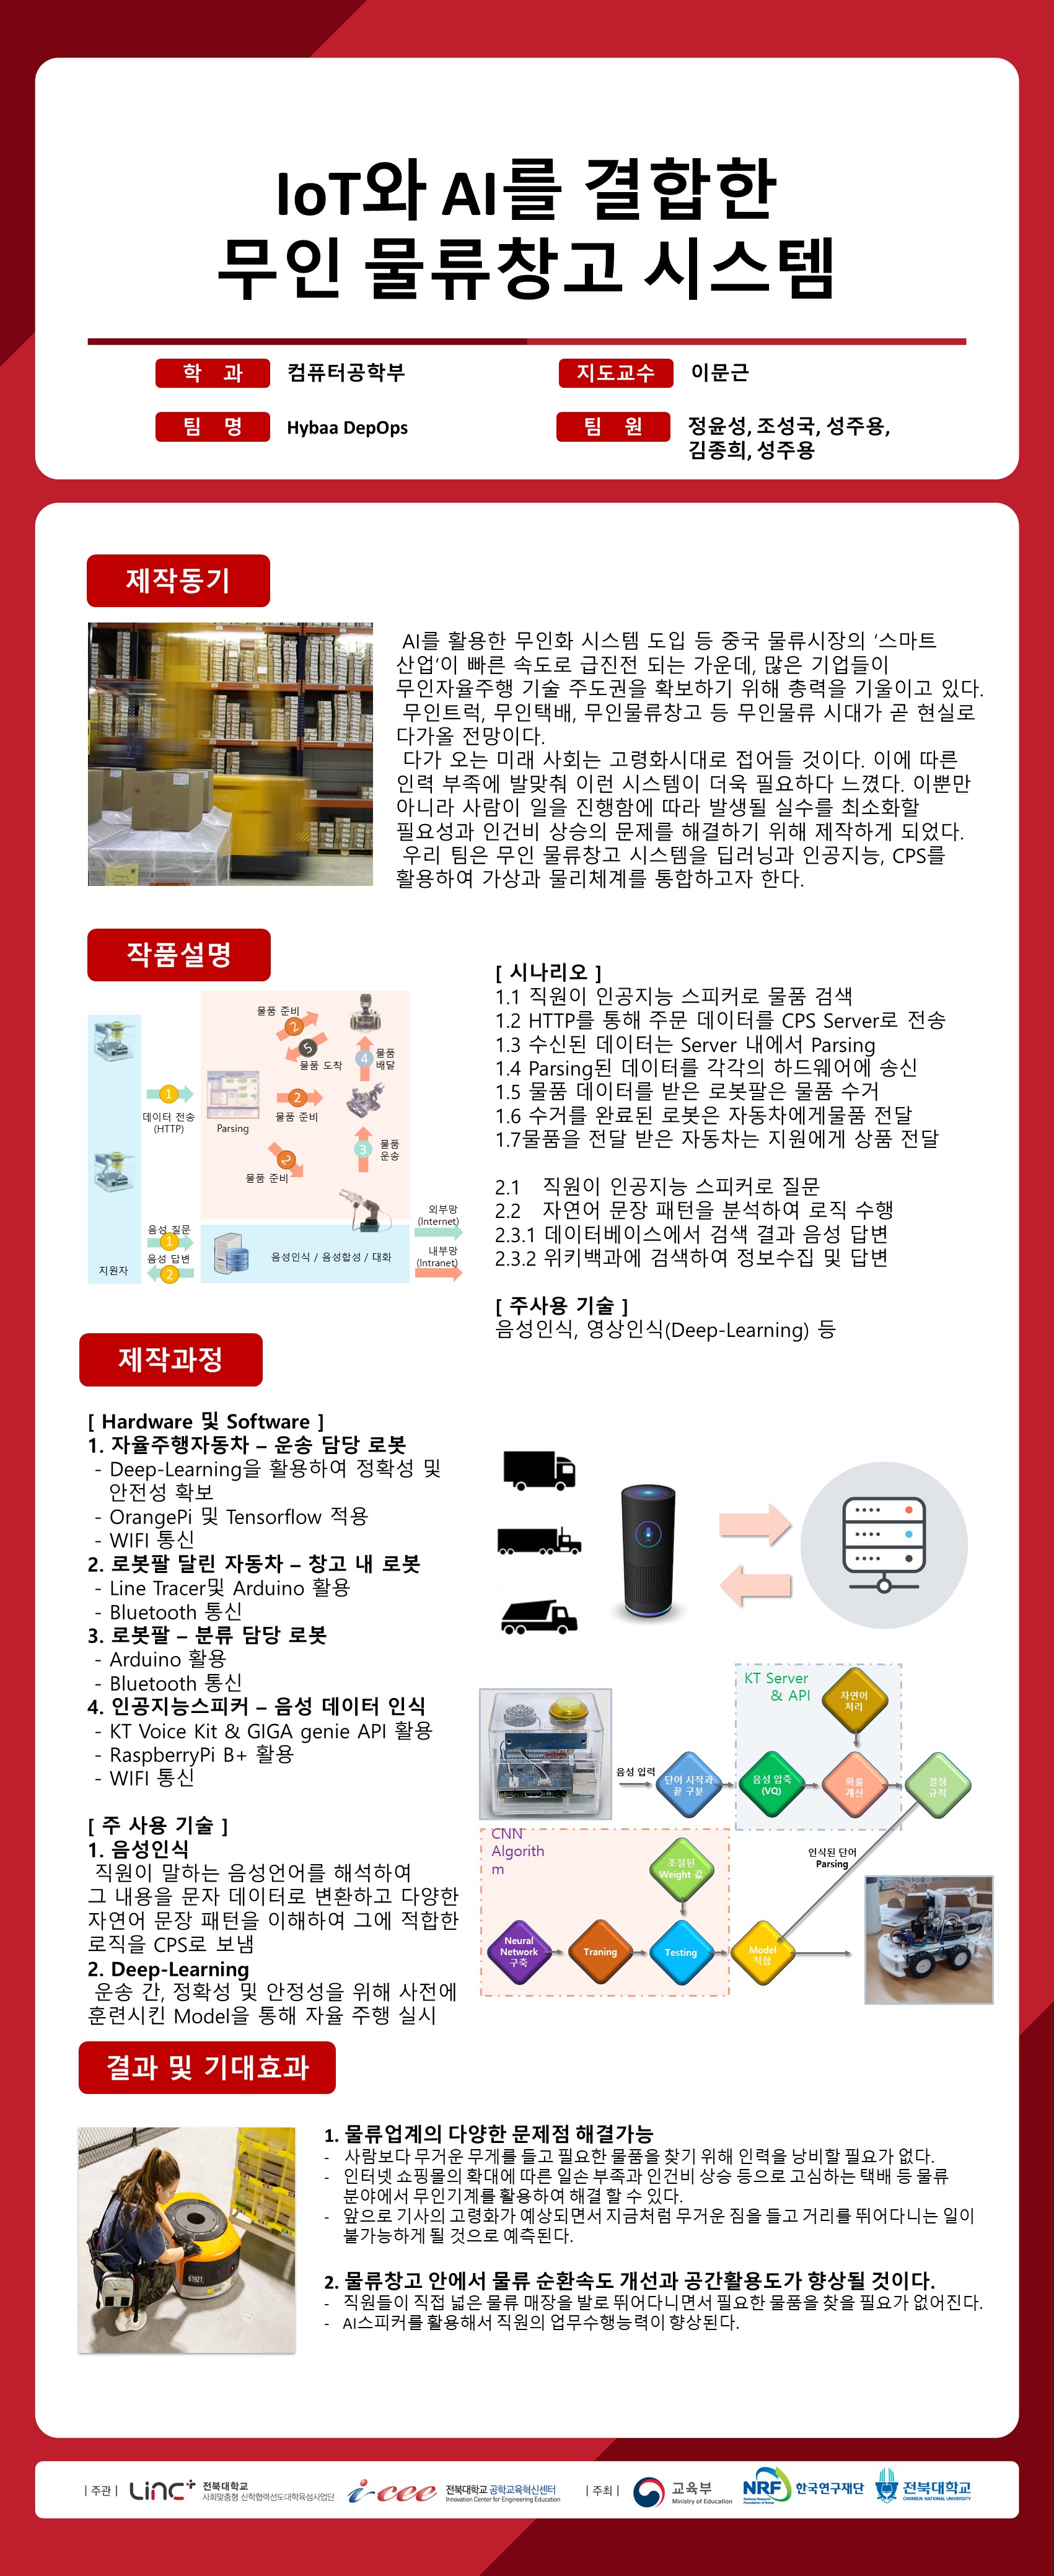 IoT와 AI를 결합한
무인 물류창고 시스템
학 과 컴퓨터공학부
지도교수 이문근
팀 명 Hybaa DepOps
팀 원 정윤성, 조성국, 성주용,
김종희, 성주용
제작동기
AI를 활용한 무인화 시스템 도입 등 중국 물류시장의 ‘스마트
산업’이 빠른 속도로 급진전 되는 가운데, 많은 기업들이
무인자율주행 기술 주도권을 확보하기 위해 총력을 기울이고 있다.
무인트럭, 무인택배, 무인물류창고 등 무인물류 시대가 곧 현실로
다가올 전망이다.
다가 오는 미래 사회는 고령화시대로 접어들 것이다. 이에 따른
인력 부족에 발맞춰 이런 시스템이 더욱 필요하다 느꼈다. 이뿐만
아니라 사람이 일을 진행함에 따라 발생될 실수를 최소화할
필요성과 인건비 상승의 문제를 해결하기 위해 제작하게 되었다.
우리 팀은 무인 물류창고 시스템을 딥러닝과 인공지능, CPS를
활용하여 가상과 물리체계를 통합하고자 한다.
작품설명
물품 준비
2
5
물품 도착
4
물품
배달
1
데이터 전송
(HTTP)
Parsing
2
물품 준비
3
물품
운송
2
물품 준비
음성 질문
1
음성 답변
2
지원자
음성인식 / 음성합성 / 대화
외부망
(Internet)
내부망
(Intranet)
[ 시나리오 ]
1.1 직원이 인공지능 스피커로 물품 검색
1.2 HTTP를 통해 주문 데이터를 CPS Server로 전송
1.3 수신된 데이터는 Server 내에서 Parsing
1.4 Parsing된 데이터를 각각의 하드웨어에 송신
1.5 물품 데이터를 받은 로봇팔은 물품 수거
1.6 수거를 완료된 로봇은 자동차에게물품 전달
1.7물품을 전달 받은 자동차는 지원에게 상품 전달
2.1 직원이 인공지능 스피커로 질문
2.2 자연어 문장 패턴을 분석하여 로직 수행
2.3.1 데이터베이스에서 검색 결과 음성 답변
2.3.2 위키백과에 검색하여 정보수집 및 답변
[ 주사용 기술 ]
음성인식, 영상인식(Deep-Learning) 등
제작과정
[ Hardware 및 Software ]
1. 자율주행자동차 – 운송 담당 로봇
- Deep-Learning을 활용하여 정확성 및
안전성 확보
- OrangePi 및 Tensorflow 적용
- WIFI 통신
2. 로봇팔 달린 자동차 – 창고 내 로봇
- Line Tracer및 Arduino 활용
- Bluetooth 통신
3. 로봇팔 – 분류 담당 로봇
- Arduino 활용
- Bluetooth 통신
4. 인공지능스피커 – 음성 데이터 인식
- KT Voice Kit & GIGA genie API 활용
- RaspberryPi B+ 활용
- WIFI 통신
[ 주 사용 기술 ]
1. 음성인식
직원이 말하는 음성언어를 해석하여
그 내용을 문자 데이터로 변환하고 다양한
자연어 문장 패턴을 이해하여 그에 적합한
로직을 CPS로 보냄
2. Deep-Learning
운송 간, 정확성 및 안정성을 위해 사전에
훈련시킨 Model을 통해 자율 주행 실시
KT Server
& API
자연어
처리
음성 입력
단어 시작과
끝 구분
음성 압축
(VQ)
확률
계산
결정
규칙
CNN
Algorith
m
조절된
Weight 값
인식된 단어
Parsing
Neural
Network
구축
Traning
Testing
Model
적합
결과 및 기대효과
61921
1. 물류업계의 다양한 문제점 해결가능
- 사람보다 무거운 무게를 들고 필요한 물품을 찾기 위해 인력을 낭비할 필요가 없다.
- 인터넷 쇼핑몰의 확대에 따른 일손 부족과 인건비 상승 등으로 고심하는 택배 등 물류
분야에서 무인기계를 활용하여 해결 할 수 있다.
- 앞으로 기사의 고령화가 예상되면서 지금처럼 무거운 짐을 들고 거리를 뛰어다니는 일이
불가능하게 될 것으로 예측된다.
2. 물류창고 안에서 물류 순환속도 개선과 공간활용도가 향상될 것이다.
- 직원들이 직접 넓은 물류 매장을 발로 뛰어다니면서 필요한 물품을 찾을 필요가 없어진다.
- AI스피커를 활용해서 직원의 업무수행능력이 향상된다.
| 주관 | LINC+ 전북대학교
사회맞춤형 산학협력선도대학육성사업단
i-cee 전북대학교 공학교육혁신센터
Innovation Center for Engineering Education
| 주최 | 교육부
Ministry of Education
NRF 한국연구재단
National Research
Foundation of Korea
전북대학교
CHONBUK NATIONAL UNIVERSITY